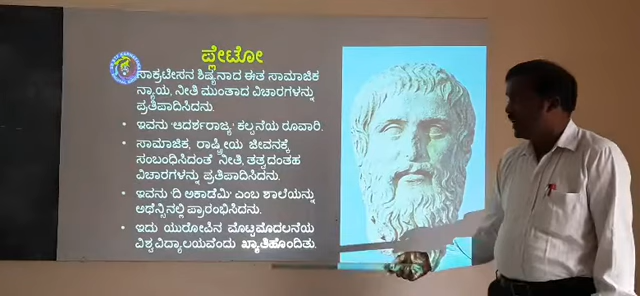 ಪ್ಲೇಟೋ
ಸಾಕ್ರಟೀಸನ ಶಿಷ್ಯನಾದ ಈತ ಸಾಮಾಜಿಕ
ನ್ಯಾಯ, ನೀತಿ ಮುಂತಾದ ವಿಚಾರಗಳನ್ನು
ಪ್ರತಿಪಾದಿಸಿದನು.
• ಇವನು 'ಆದರ್ಶರಾಜ್ಯ' ಕಲ್ಪನೆಯ ರೂವಾರಿ.
• ಸಾಮಾಜಿಕ, ರಾಷ್ಟ್ರೀಯ ಜೀವನಕ್ಕೆ
ಸಂಬಂಧಿಸಿದಂತೆ ನೀತಿ, ತತ್ವದಂತಹ
ವಿಚಾರಗಳನ್ನು ಪ್ರತಿಪಾದಿಸಿದನು.
• ಇವನು 'ದಿ ಅಕಾಡೆಮಿ' ಎಂಬ ಶಾಲೆಯನ್ನು
ಅಥೆನ್ಸಿನಲ್ಲಿ ಪ್ರಾರಂಭಿಸಿದನು.
• ಇದು ಯುರೋಪಿನ ಮೊಟ್ಟಮೊದಲನೆಯ
ವಿಶ್ವವಿದ್ಯಾಲಯವೆಂದು ಖ್ಯಾತಿಹೊಂದಿತು.